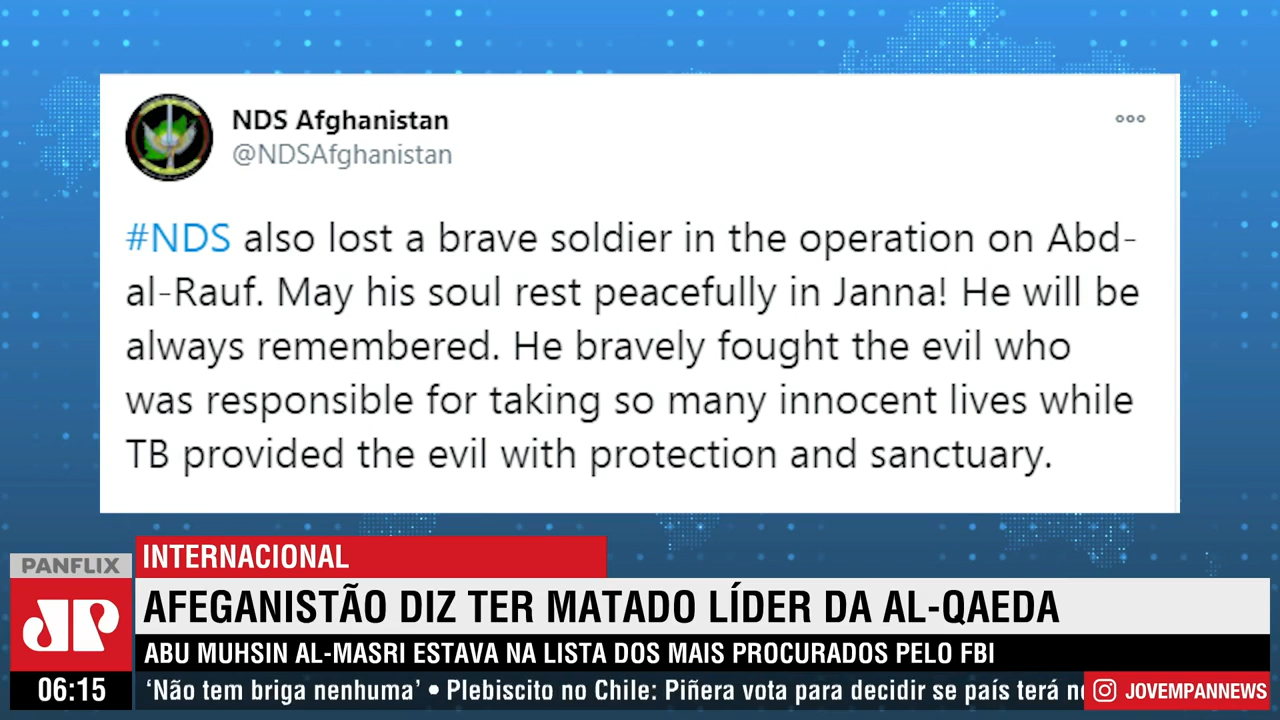 NDS Afghanistan
@NDSAfghanistan
#NDS also lost a brave soldier in the operation on Abd-
al-Rauf. May his soul rest peacefully in Janna! He will be
always remembered. He bravely fought the evil who
was responsible for taking so many innocent lives while
TB provided the evil with protection and sanctuary.
INTERNACIONAL
PANFLIX
JP
AFEGANISTÃO DIZ TER MATADO LÍDER DA AL-QAEDA
ABU MUHSIN AL-MASRI ESTAVA NA LISTA DOS MAIS PROCURADOS PELO FBI
06:15
'Não tem briga nenhuma' • Plebiscito no Chile: Piñera vota para decidir se país terá
JOVEMPANNEWS